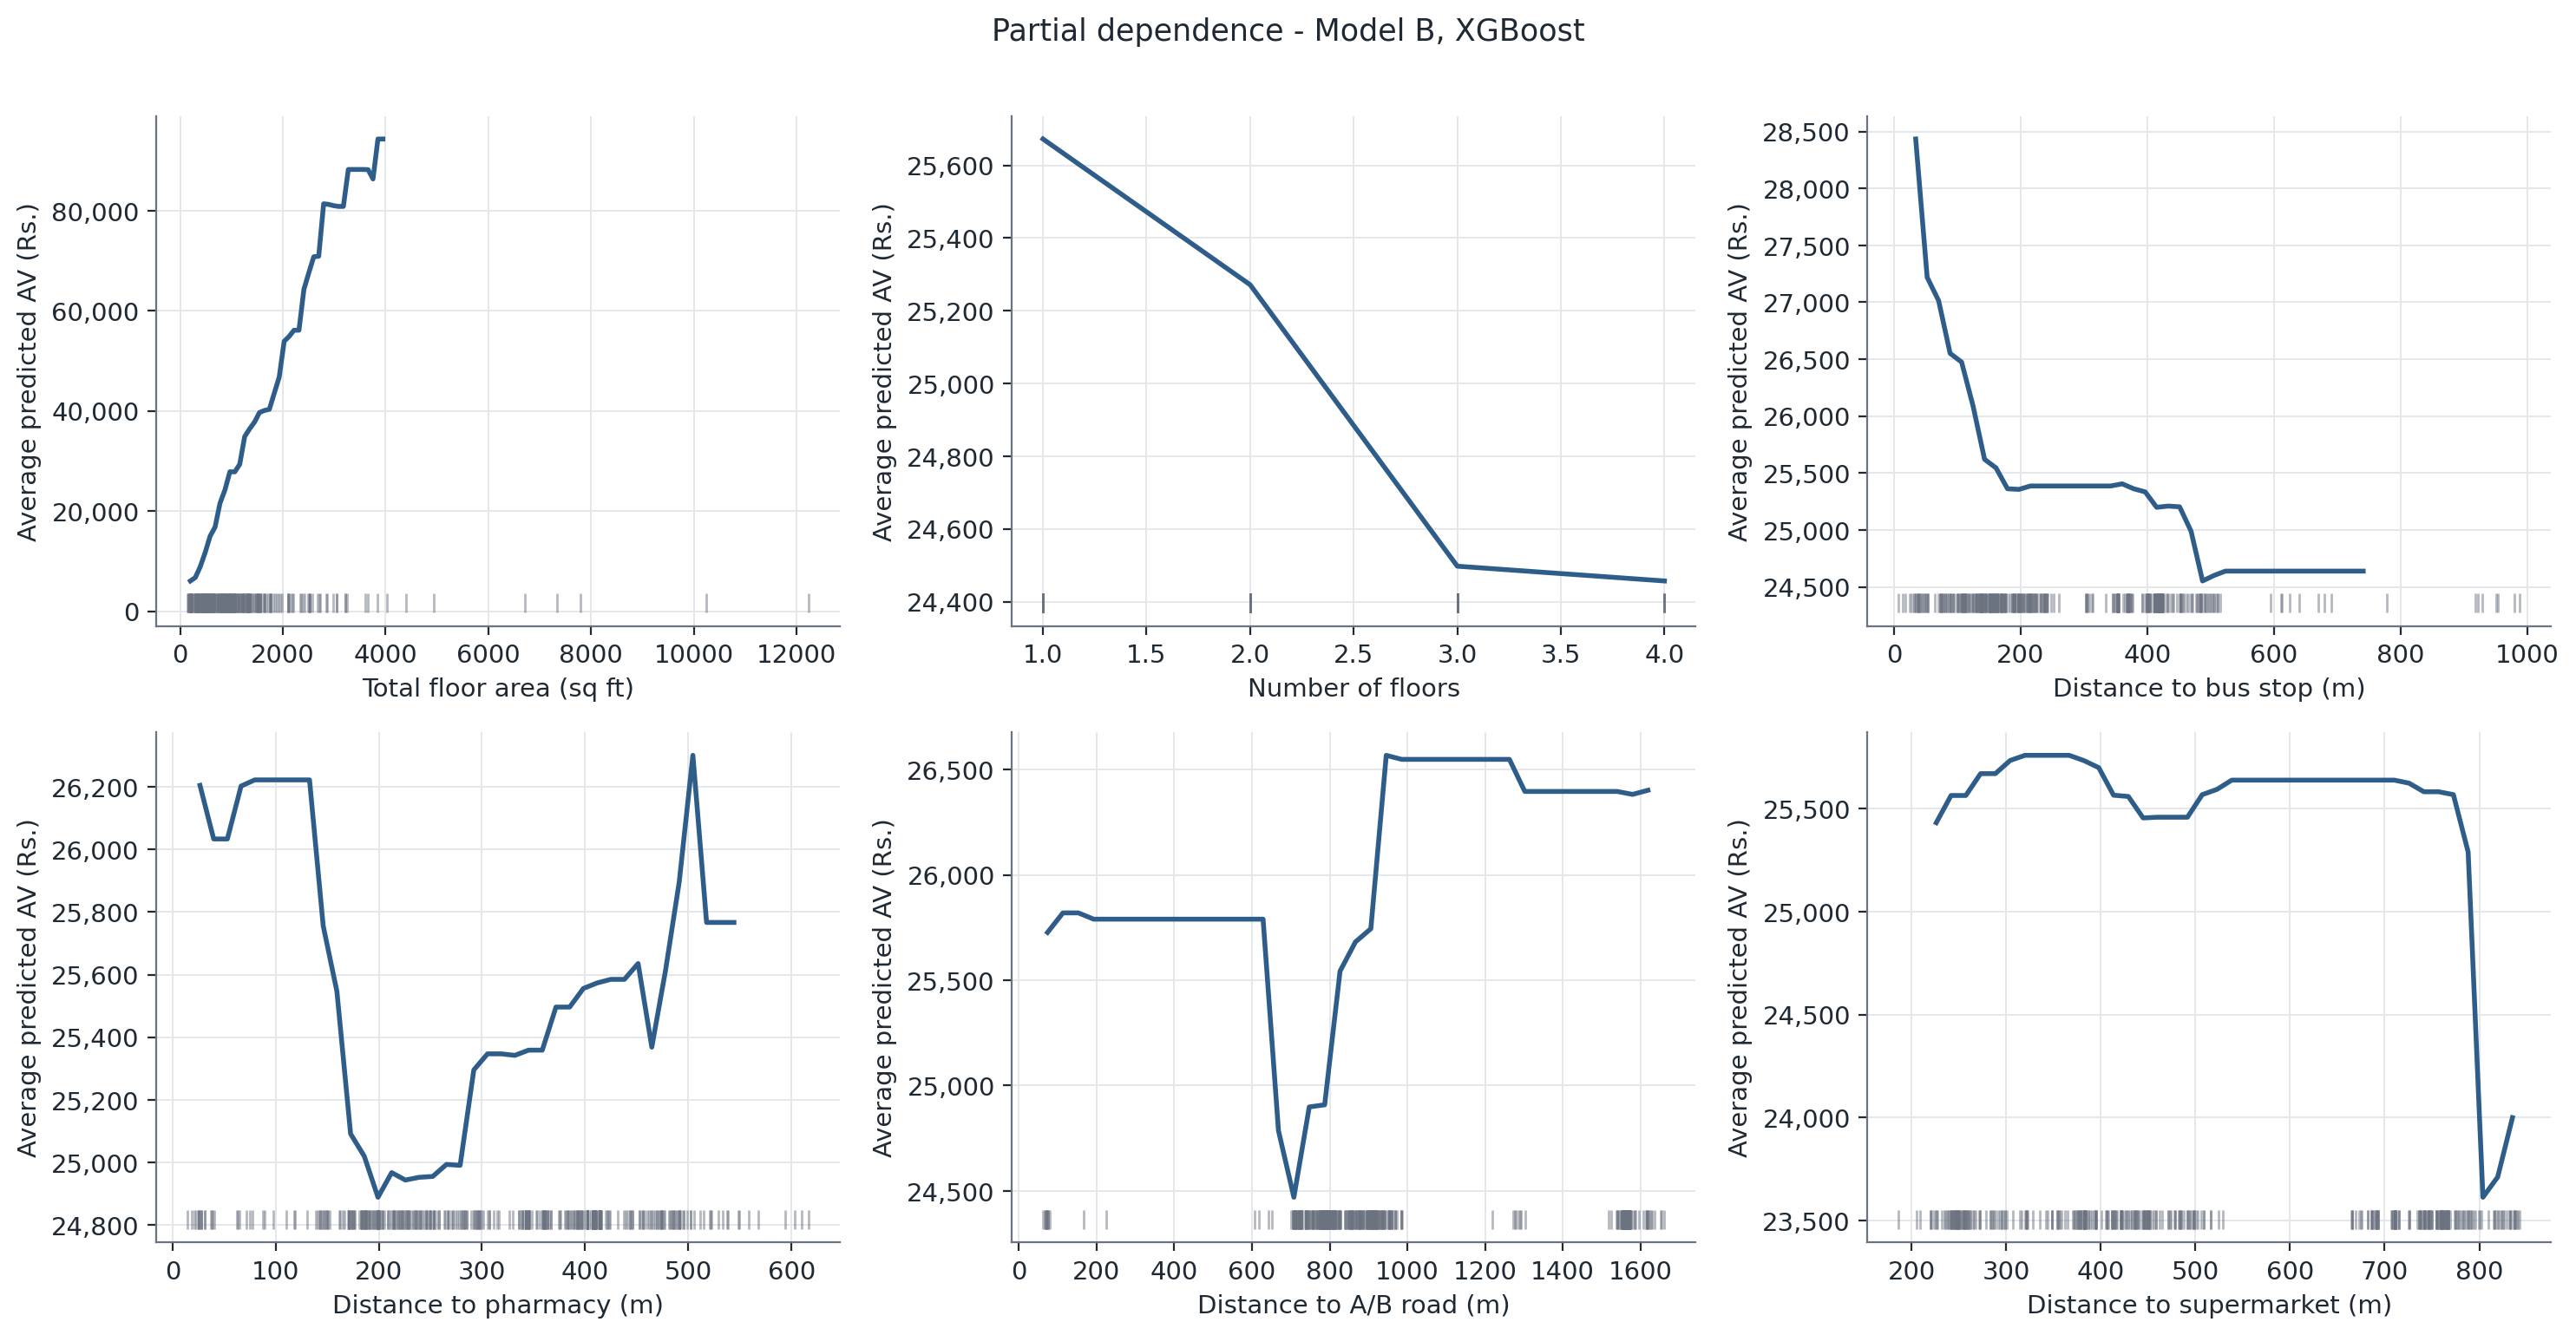 Partial dependence - Model B, XGBoost
Average predicted AV (Rs.)
80,000
60,000
40,000
20,000
0
0 2000 4000 6000 8000 10000 12000
Total floor area (sq ft)
Average predicted AV (Rs.)
25,600
25,400
25,200
25,000
24,800
24,600
24,400
1.0 1.5 2.0 2.5 3.0 3.5 4.0
Number of floors
Average predicted AV (Rs.)
28,500
28,000
27,500
27,000
26,500
26,000
25,500
25,000
24,500
0 200 400 600 800 1000
Distance to bus stop (m)
Average predicted AV (Rs.)
26,200
26,000
25,800
25,600
25,400
25,200
25,000
24,800
0 100 200 300 400 500 600
Distance to pharmacy (m)
Average predicted AV (Rs.)
26,500
26,000
25,500
25,000
24,500
0 200 400 600 800 1000 1200 1400 1600
Distance to A/B road (m)
Average predicted AV (Rs.)
25,500
25,000
24,500
24,000
23,500
200 300 400 500 600 700 800
Distance to supermarket (m)